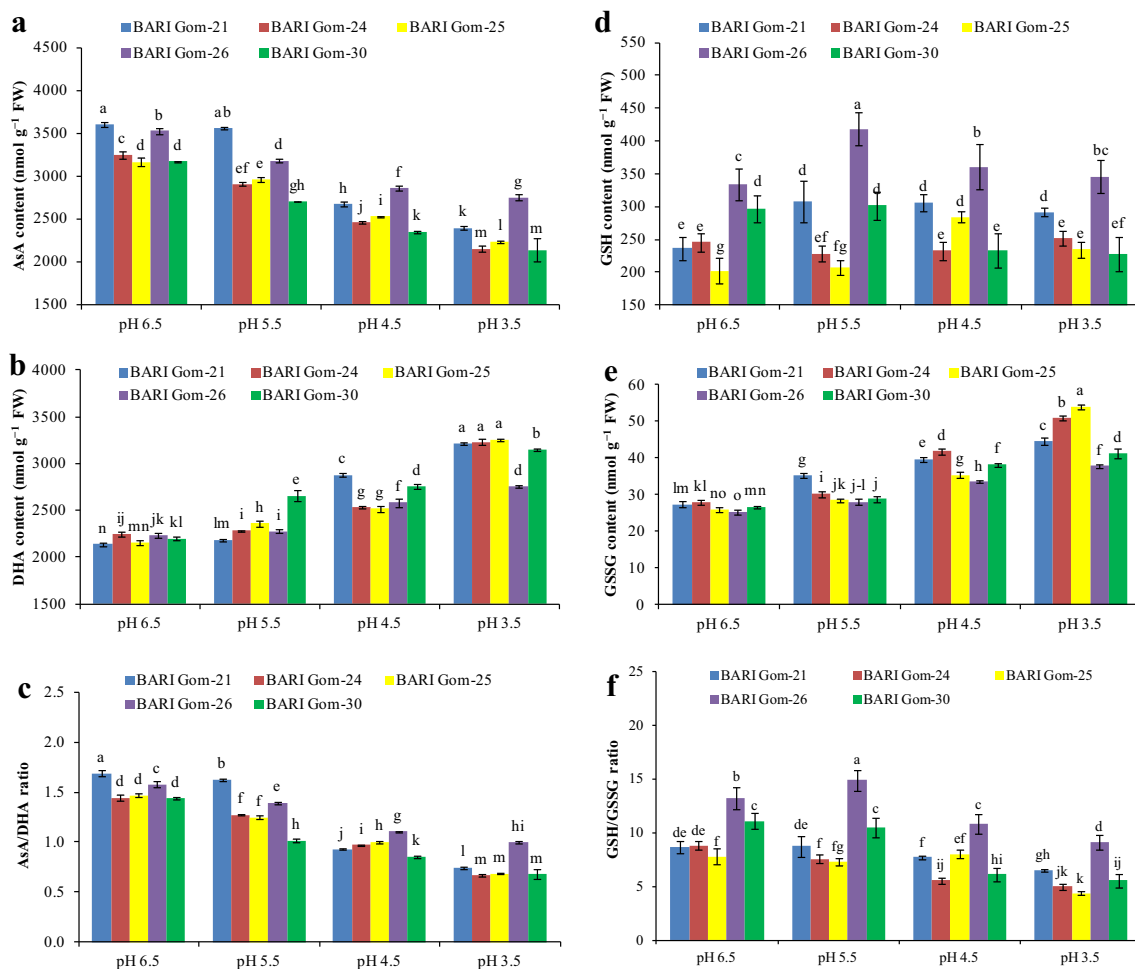 a
BARI Gom-21 BARI Gom-24 BARI Gom-25
BARI Gom-26 BARI Gom-30
AsA content (nmol g⁻¹ FW)
4500
4000
3500
3000
2500
2000
1500
a c d b d
ab ef e d gh
h j i f k
k m l g m
pH 6.5 pH 5.5 pH 4.5 pH 3.5
b
BARI Gom-21 BARI Gom-24 BARI Gom-25
BARI Gom-26 BARI Gom-30
DHA content (nmol g⁻¹ FW)
4000
3500
3000
2500
2000
1500
n ij mn jk kl
lm i h i e
c g g f d
a a a d b
pH 6.5 pH 5.5 pH 4.5 pH 3.5
c
BARI Gom-21 BARI Gom-24 BARI Gom-25
BARI Gom-26 BARI Gom-30
AsA/DHA ratio
2.5
2.0
1.5
1.0
0.5
0.0
a d d c d
b f f e h
j i h g k
l m m hi m
pH 6.5 pH 5.5 pH 4.5 pH 3.5
d
BARI Gom-21 BARI Gom-24 BARI Gom-25
BARI Gom-26 BARI Gom-30
GSH content (nmol g⁻¹ FW)
550
500
450
400
350
300
250
200
150
e e g c d
d ef fg a d
d e d b e
d e e bc ef
pH 6.5 pH 5.5 pH 4.5 pH 3.5
e
BARI Gom-21 BARI Gom-24 BARI Gom-25
BARI Gom-26 BARI Gom-30
GSSG content (nmol g⁻¹ FW)
60
50
40
30
20
10
0
lm kl no o mn
g i jk j-l j
e d g h f
c b a f d
pH 6.5 pH 5.5 pH 4.5 pH 3.5
f
BARI Gom-21 BARI Gom-24 BARI Gom-25
BARI Gom-26 BARI Gom-30
GSH/GSSG ratio
25
20
15
10
5
0
de de f b c
de f fg a c
f ij ef c hi
gh jk k d ij
pH 6.5 pH 5.5 pH 4.5 pH 3.5